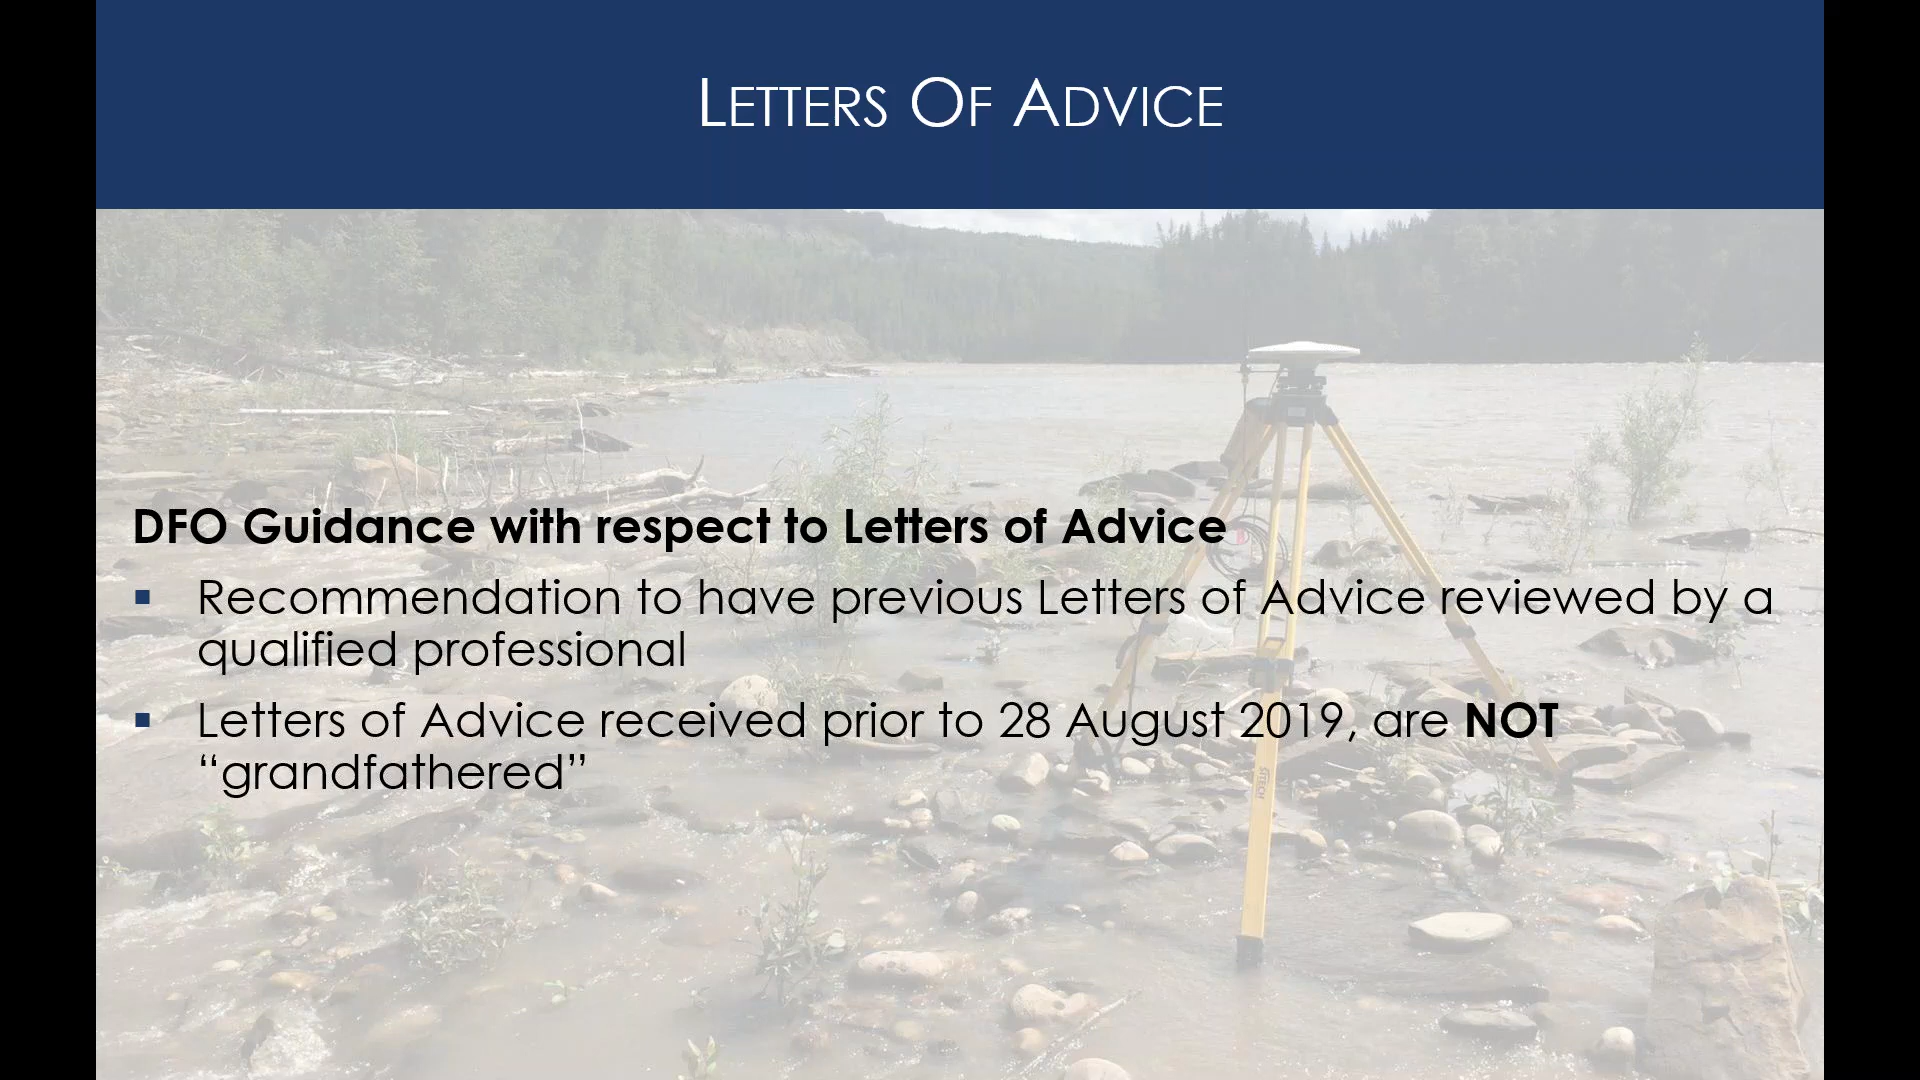 LETTERS OF ADVICE
DFO Guidance with respect to Letters of Advice
▪ Recommendation to have previous Letters of Advice reviewed by a
qualified professional
▪ Letters of Advice received prior to 28 August 2019, are NOT
“grandfathered”
SITECH